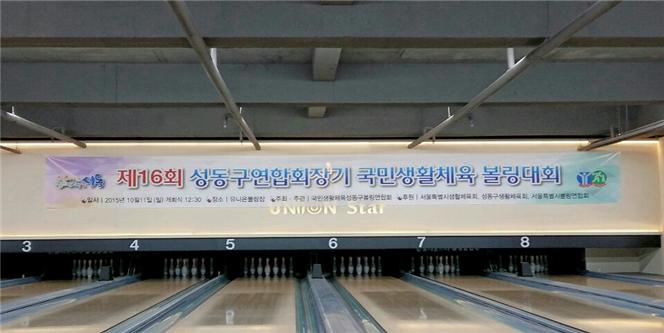 제16회 성동구연합회장기 국민생활체육 볼링대회
일시 | 2015년 10월11일 (일) 개회식 12:30 장소 | 유니온볼링장 주최·주관 | 국민생활체육성동구볼링연합회 후원 | 서울특별시생활체육회, 성동구생활체육회, 서울특별시볼링연합회
UNION Star
3 4 5 6 7 8